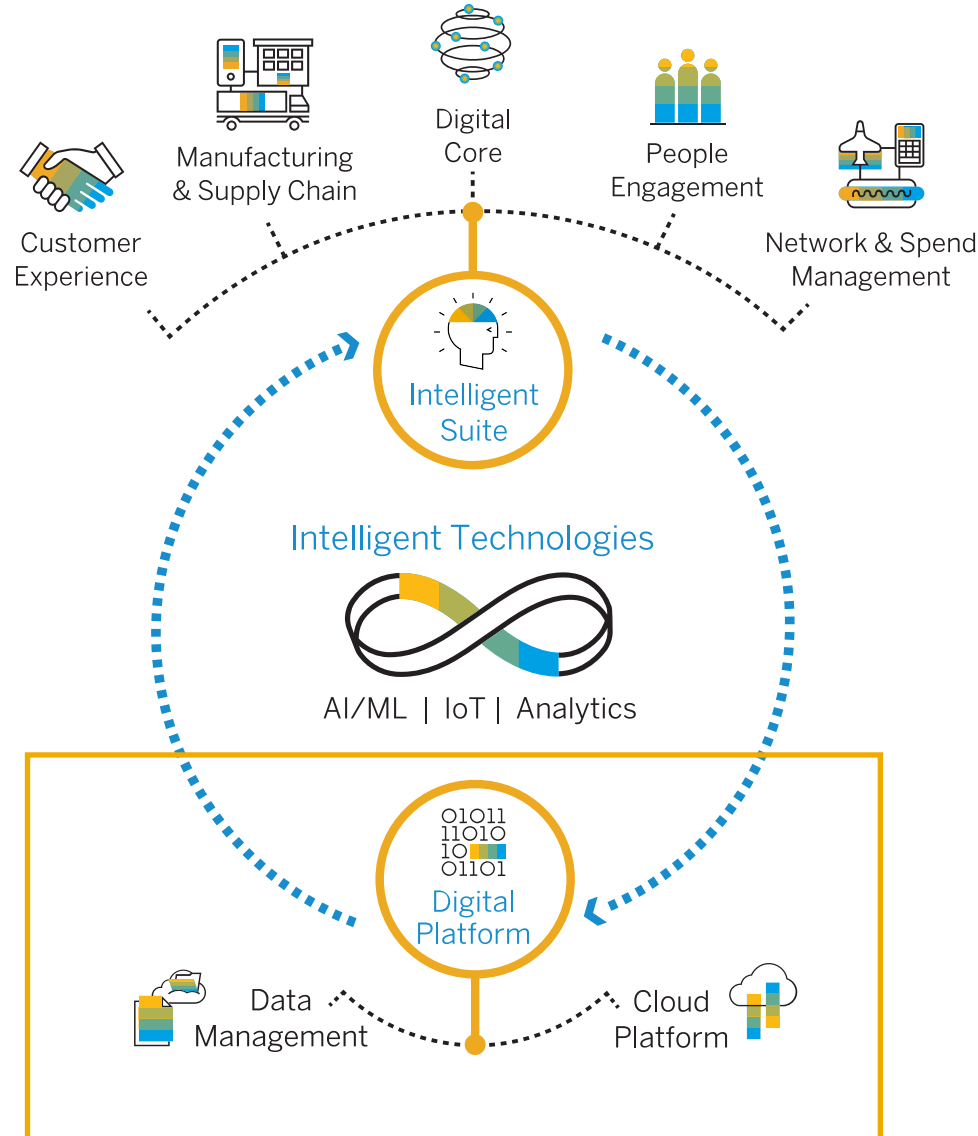 Digital
Core
Manufacturing
& Supply Chain
People
Engagement
Customer
Experience
Network & Spend
Management
Intelligent
Suite
Intelligent Technologies
AI/ML | IoT | Analytics
01011
11010
10
01101
Digital
Platform
Data
Management
Cloud
Platform